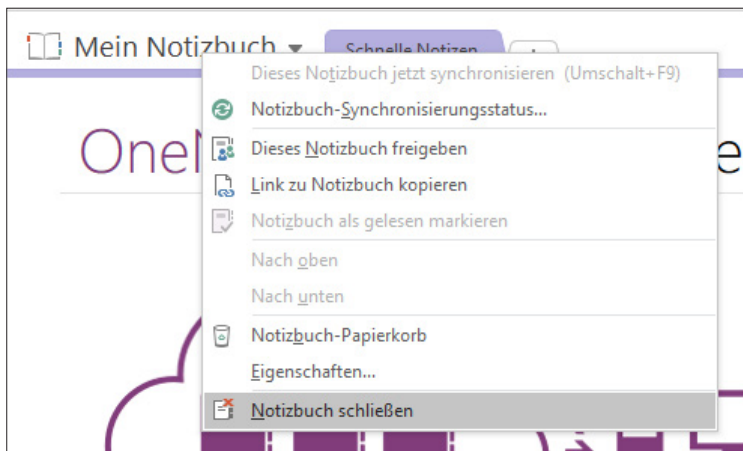 Mein Notizbuch
Schnelle Notizen
Dieses Notizbuch jetzt synchronisieren (Umschalt+F9)
Notizbuch-Synchronisierungsstatus...
Dieses Notizbuch freigeben
Link zu Notizbuch kopieren
Notizbuch als gelesen markieren
Nach oben
Nach unten
Notizbuch-Papierkorb
Eigenschaften...
Notizbuch schließen